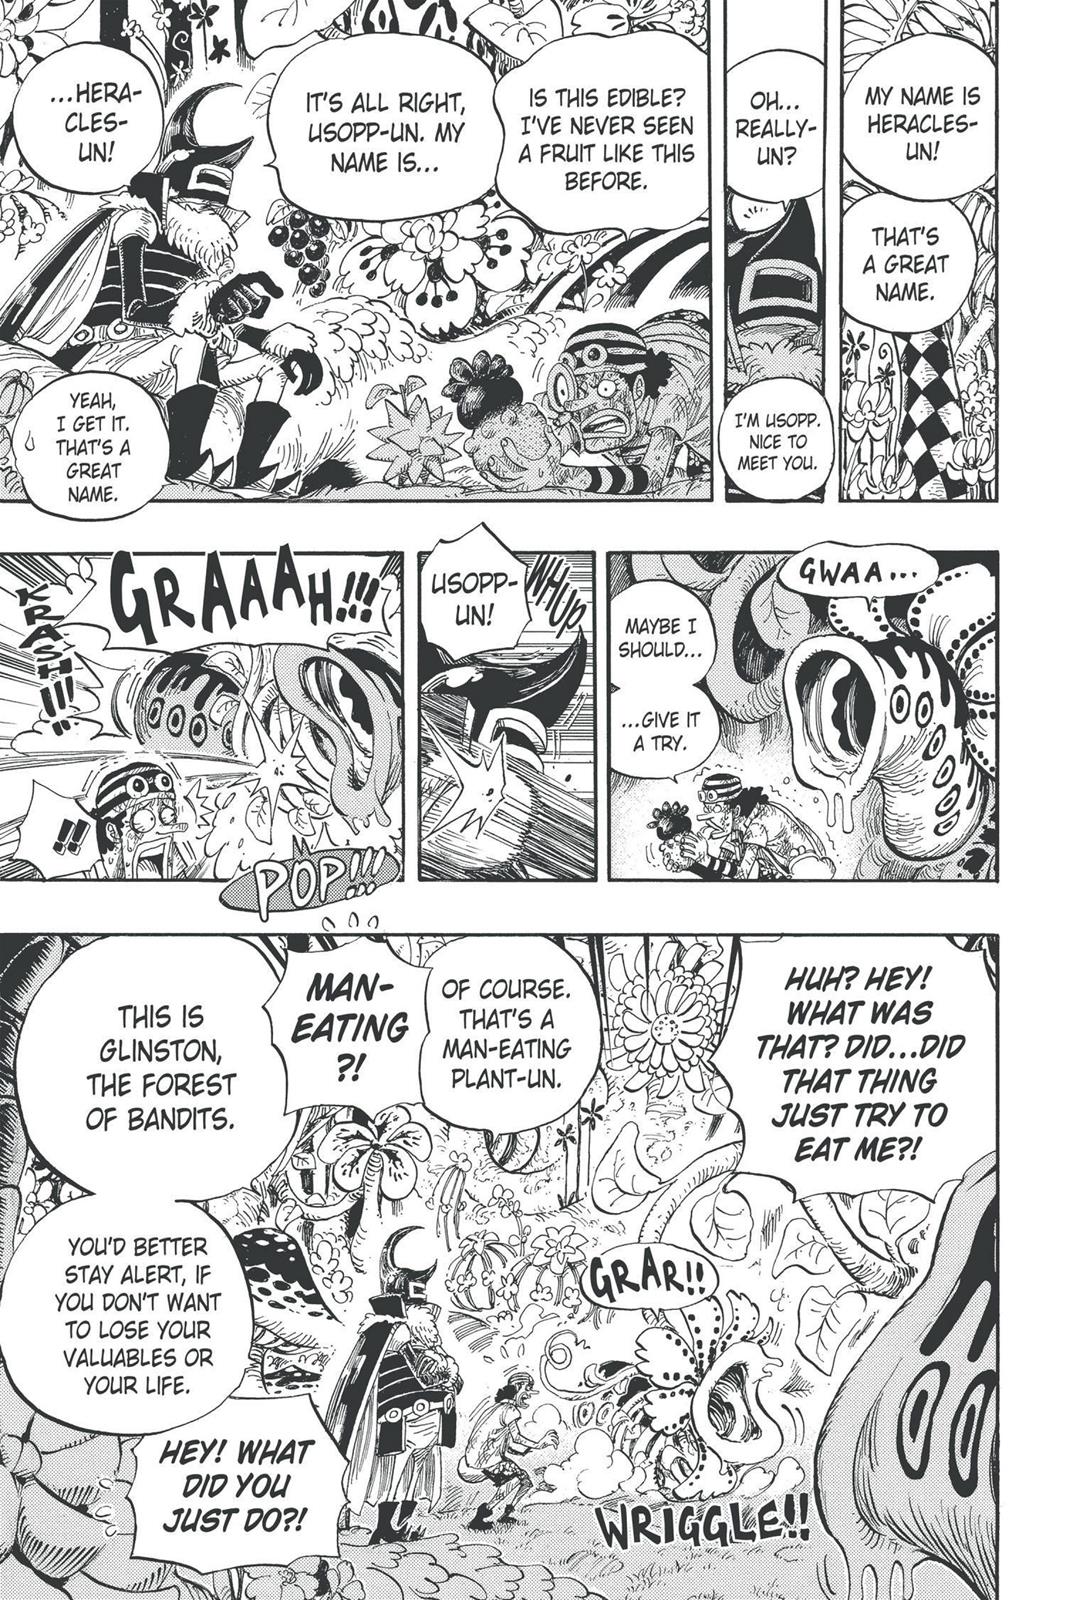 MY NAME IS
HERACLES-
UN!
THAT'S
A GREAT
NAME.
OH...
REALLY-
UN?
I'M USOPP.
NICE TO
MEET YOU.
IS THIS EDIBLE?
I'VE NEVER SEEN
A FRUIT LIKE THIS
BEFORE.
IT'S ALL RIGHT,
USOPP-UN. MY
NAME IS...
...HERA-
CLES-
UN!
YEAH,
I GET IT.
THAT'S A
GREAT
NAME.
GWAA...
MAYBE I
SHOULD...
...GIVE IT
A TRY.
WHUP
USOPP-
UN!
GRAAAH!!!
KRASH!!!
!!
POP!!!
HUH? HEY!
WHAT WAS
THAT? DID...DID
THAT THING
JUST TRY TO
EAT ME?!
OF COURSE.
THAT'S A
MAN-EATING
PLANT-UN.
MAN-
EATING
?!
THIS IS
GLINSTON,
THE FOREST
OF BANDITS.
YOU'D BETTER
STAY ALERT, IF
YOU DON'T WANT
TO LOSE YOUR
VALUABLES OR
YOUR LIFE.
GRAR!!
HEY! WHAT
DID YOU
JUST DO?!
WRIGGLE!!